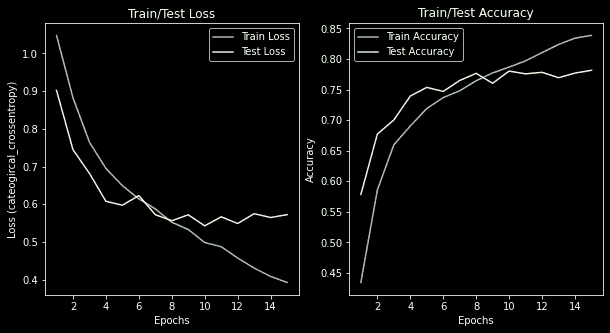 Train/Test Loss
Train Loss
Test Loss
1.0
0.9
0.8
0.7
0.6
0.5
0.4
Loss (cateogircal_crossentropy)
2 4 6 8 10 12 14
Epochs
Train/Test Accuracy
Train Accuracy
Test Accuracy
0.85
0.80
0.75
0.70
0.65
0.60
0.55
0.50
0.45
Accuracy
2 4 6 8 10 12 14
Epochs